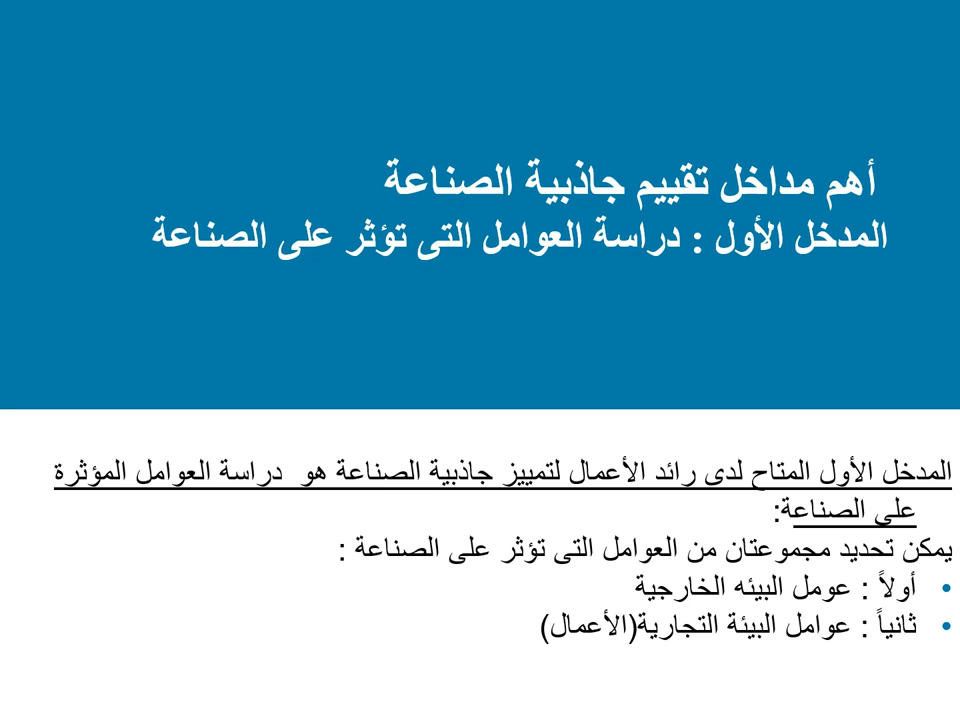 أهم مداخل تقييم جاذبية الصناعة
المدخل الأول : دراسة العوامل التى تؤثر على الصناعة
المدخل الأول المتاح لدى رائد الأعمال لتمييز جاذبية الصناعة هو دراسة العوامل المؤثرة
على الصناعة:
يمكن تحديد مجموعتان من العوامل التى تؤثر على الصناعة :
• أولاً : عومل البيئه الخارجية
• ثانياً : عوامل البيئة التجارية(الأعمال)